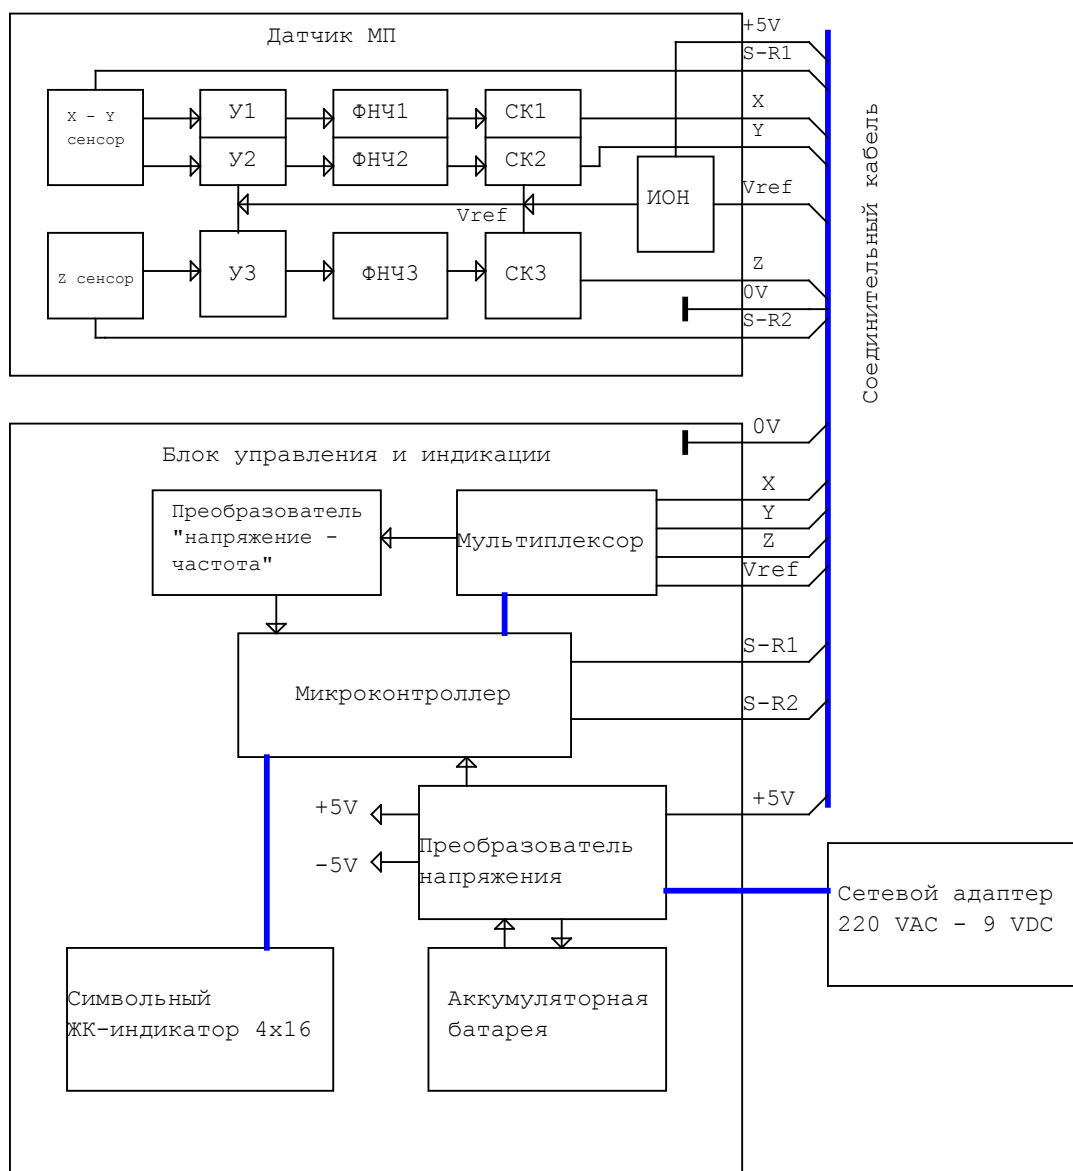 Датчик МП
+5V
S-R1
X - Y
сенсор
У1
ФНЧ1
СК1
X
У2
ФНЧ2
СК2
Y
ИОН
Vref
Vref
Z сенсор
У3
ФНЧ3
СК3
Z
0V
S-R2
Соединительный кабель
0V
Блок управления и индикации
Преобразователь
"напряжение -
частота"
Мультиплексор
X
Y
Z
Vref
Микроконтроллер
S-R1
S-R2
+5V
-5V
Преобразователь
напряжения
+5V
Сетевой адаптер
220 VAC - 9 VDC
Символьный
ЖК-индикатор 4x16
Аккумуляторная
батарея